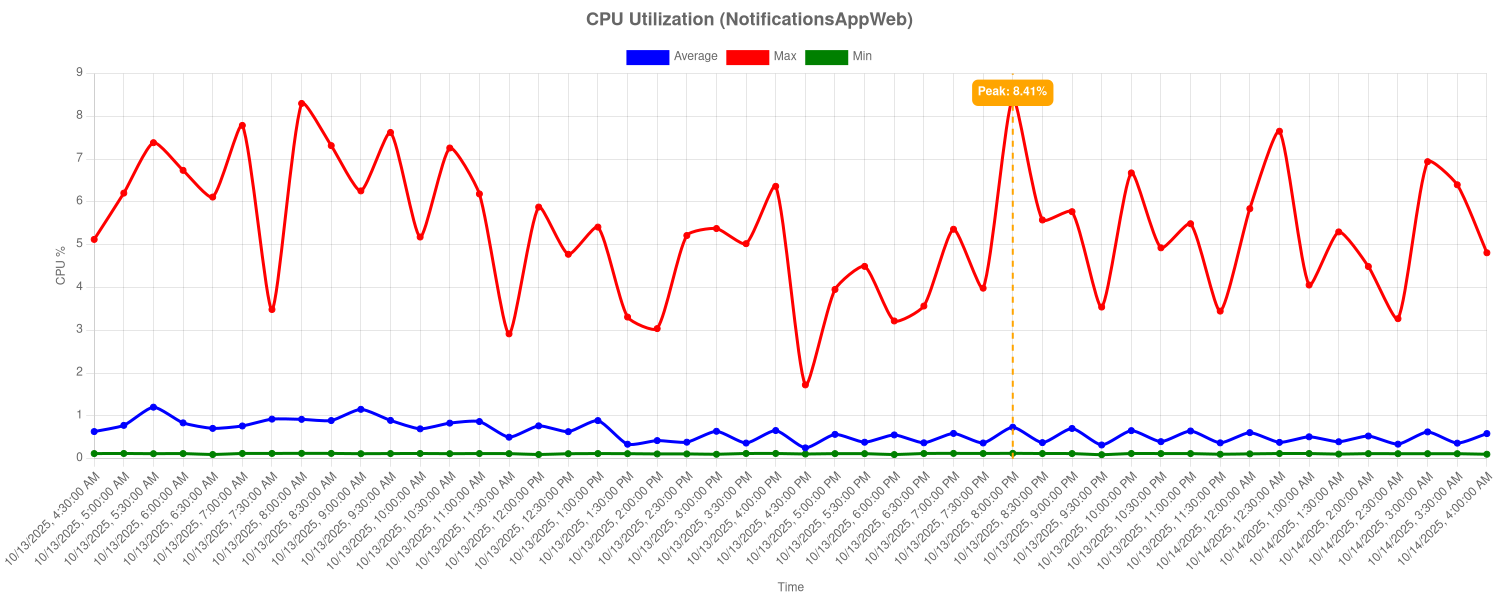 CPU Utilization (NotificationsAppWeb)
Average Max Min
Peak: 8.41%
9
8
7
6
5
4
3
2
1
0
CPU %
10/13/2025, 4:30:00 AM
10/13/2025, 5:00:00 AM
10/13/2025, 5:30:00 AM
10/13/2025, 6:00:00 AM
10/13/2025, 6:30:00 AM
10/13/2025, 7:00:00 AM
10/13/2025, 7:30:00 AM
10/13/2025, 8:00:00 AM
10/13/2025, 8:30:00 AM
10/13/2025, 9:00:00 AM
10/13/2025, 9:30:00 AM
10/13/2025, 10:00:00 AM
10/13/2025, 10:30:00 AM
10/13/2025, 11:00:00 AM
10/13/2025, 11:30:00 AM
10/13/2025, 12:00:00 PM
10/13/2025, 12:30:00 PM
10/13/2025, 1:00:00 PM
10/13/2025, 1:30:00 PM
10/13/2025, 2:00:00 PM
10/13/2025, 2:30:00 PM
10/13/2025, 3:00:00 PM
10/13/2025, 3:30:00 PM
10/13/2025, 4:00:00 PM
10/13/2025, 4:30:00 PM
10/13/2025, 5:00:00 PM
10/13/2025, 5:30:00 PM
10/13/2025, 6:00:00 PM
10/13/2025, 6:30:00 PM
10/13/2025, 7:00:00 PM
10/13/2025, 7:30:00 PM
10/13/2025, 8:00:00 PM
10/13/2025, 8:30:00 PM
10/13/2025, 9:00:00 PM
10/13/2025, 9:30:00 PM
10/13/2025, 10:00:00 PM
10/13/2025, 10:30:00 PM
10/13/2025, 11:00:00 PM
10/13/2025, 11:30:00 PM
10/14/2025, 12:00:00 AM
10/14/2025, 12:30:00 AM
10/14/2025, 1:00:00 AM
10/14/2025, 1:30:00 AM
10/14/2025, 2:00:00 AM
10/14/2025, 2:30:00 AM
10/14/2025, 3:00:00 AM
10/14/2025, 3:30:00 AM
10/14/2025, 4:00:00 AM
Time